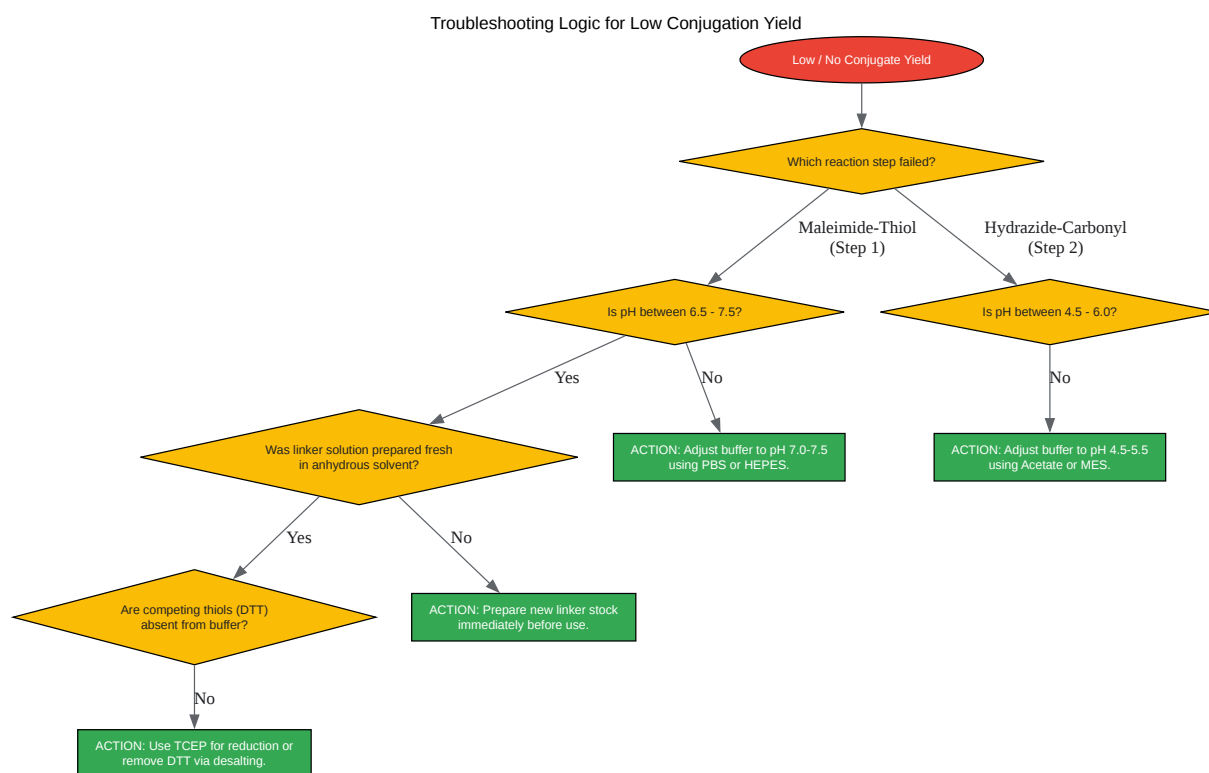 Troubleshooting Logic for Low Conjugation Yield
Low / No Conjugate Yield
Which reaction step failed?
Maleimide-Thiol
(Step 1)
Hydrazide-Carbonyl
(Step 2)
Is pH between 6.5 - 7.5?
Is pH between 4.5 - 6.0?
Yes
No
No
Was linker solution prepared fresh
in anhydrous solvent?
ACTION: Adjust buffer to pH 7.0-7.5
using PBS or HEPES.
ACTION: Adjust buffer to pH 4.5-5.5
using Acetate or MES.
Yes
No
Are competing thiols (DTT)
absent from buffer?
ACTION: Prepare new linker stock
immediately before use.
No
ACTION: Use TCEP for reduction or
remove DTT via desalting.